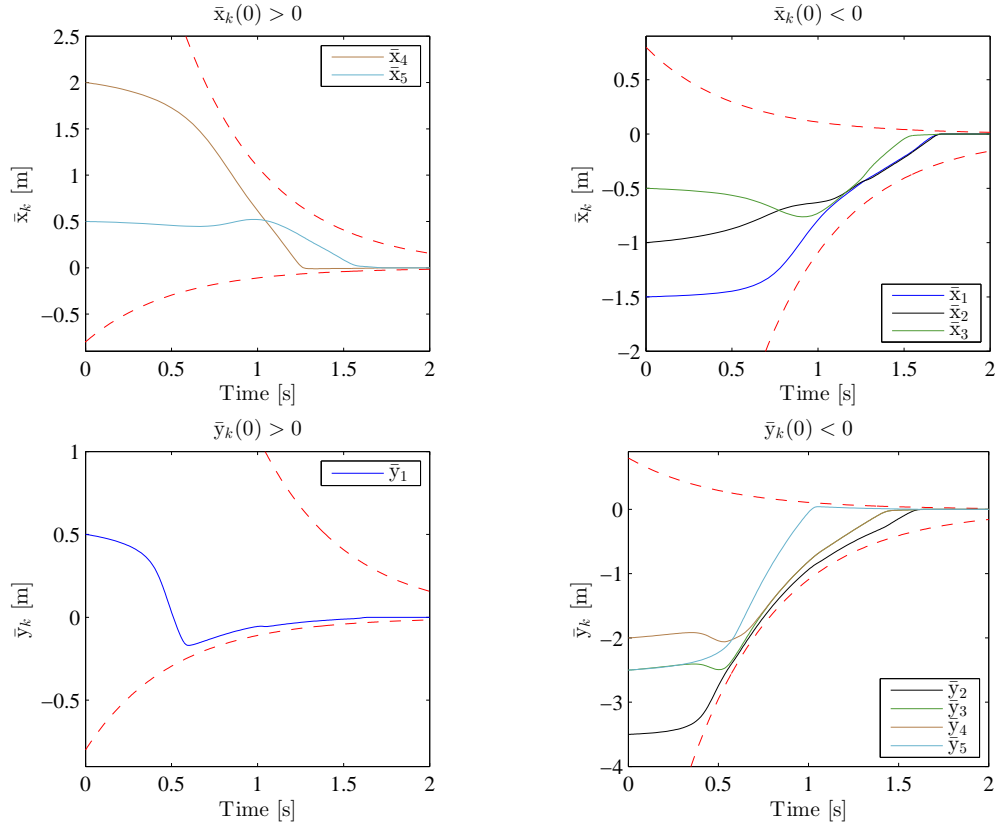 x̄ₖ(0) > 0
2.5
2
1.5
1
0.5
0
−0.5
x̄ₖ [m]
x̄₄
x̄₅
0 0.5 1 1.5 2
Time [s]
x̄ₖ(0) < 0
0.5
0
−0.5
−1
−1.5
−2
x̄ₖ [m]
x̄₁
x̄₂
x̄₃
0 0.5 1 1.5 2
Time [s]
ȳₖ(0) > 0
1
0.5
0
−0.5
ȳₖ [m]
ȳ₁
0 0.5 1 1.5 2
Time [s]
ȳₖ(0) < 0
0
−1
−2
−3
−4
ȳₖ [m]
ȳ₂
ȳ₃
ȳ₄
ȳ₅
0 0.5 1 1.5 2
Time [s]